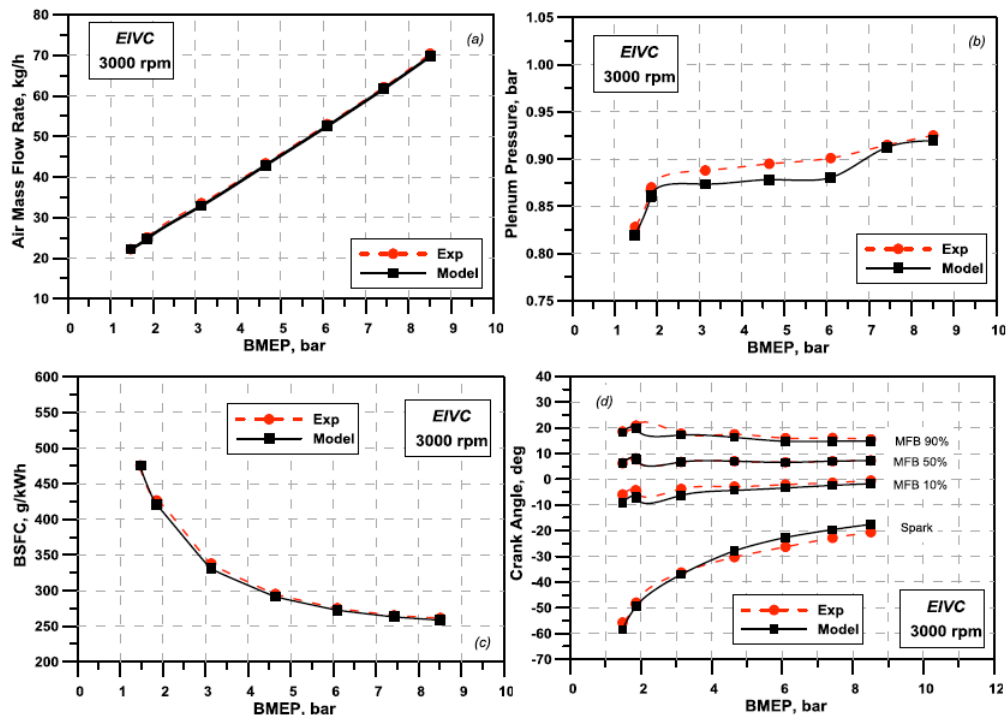 EIVC
3000 rpm
(a)
Air Mass Flow Rate, kg/h
80
70
60
50
40
30
20
10
Exp
Model
0 1 2 3 4 5 6 7 8 9 10
BMEP, bar
EIVC
3000 rpm
(b)
Plenum Pressure, bar
1.05
1.00
0.95
0.90
0.85
0.80
0.75
Exp
Model
0 1 2 3 4 5 6 7 8 9 10
BMEP, bar
Exp
Model
EIVC
3000 rpm
BSFC, g/kWh
600
550
500
450
400
350
300
250
200
(c)
0 1 2 3 4 5 6 7 8 9 10
BMEP, bar
(d)
Crank Angle, deg
40
30
20
10
0
-10
-20
-30
-40
-50
-60
-70
MFB 90%
MFB 50%
MFB 10%
Spark
Exp
Model
EIVC
3000 rpm
0 2 4 6 8 10 12
BMEP, bar